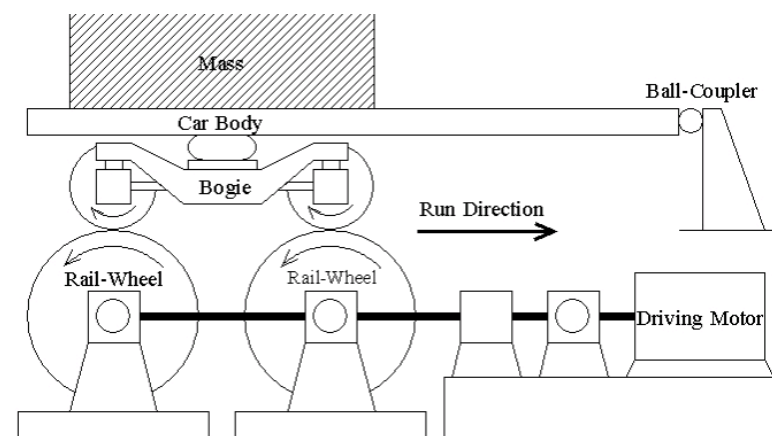 Mass
Ball-Coupler
Car Body
Bogie
Run Direction
Rail-Wheel
Rail-Wheel
Driving Motor